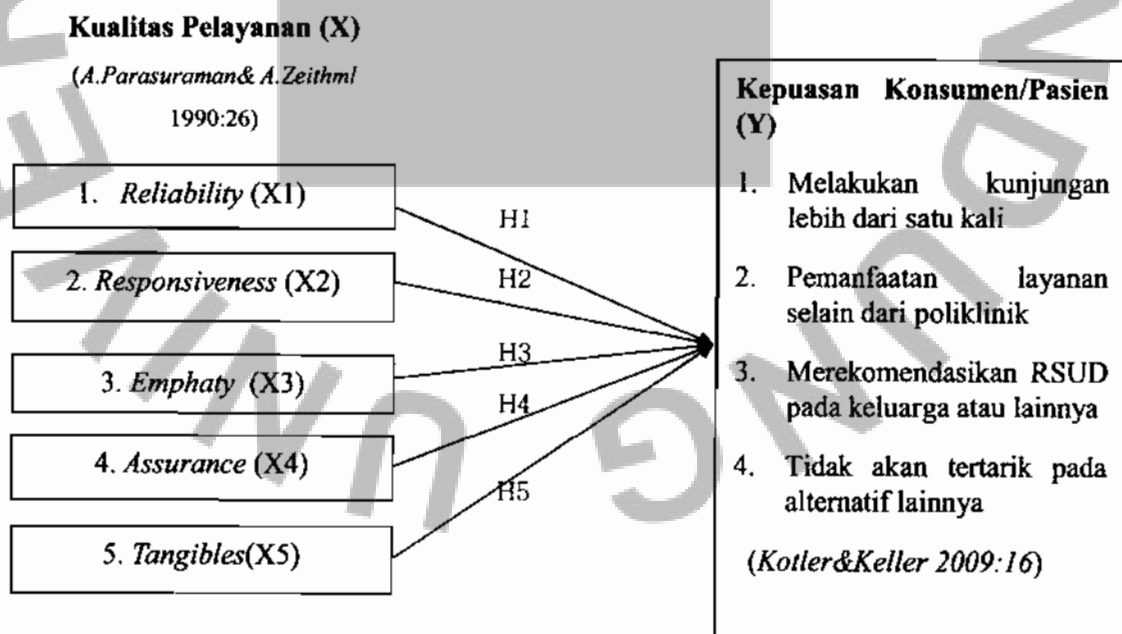 Kualitas Pelayanan (X)
(A.Parasuraman& A.Zeithml
1990:26)
1. Reliability (X1)
2. Responsiveness (X2)
3. Emphaty (X3)
4. Assurance (X4)
5. Tangibles(X5)
H1
H2
H3
H4
H5
Kepuasan Konsumen/Pasien
(Y)
1. Melakukan kunjungan
lebih dari satu kali
2. Pemanfaatan layanan
selain dari poliklinik
3. Merekomendasikan RSUD
pada keluarga atau lainnya
4. Tidak akan tertarik pada
alternatif lainnya
(Kotler&Keller 2009:16)